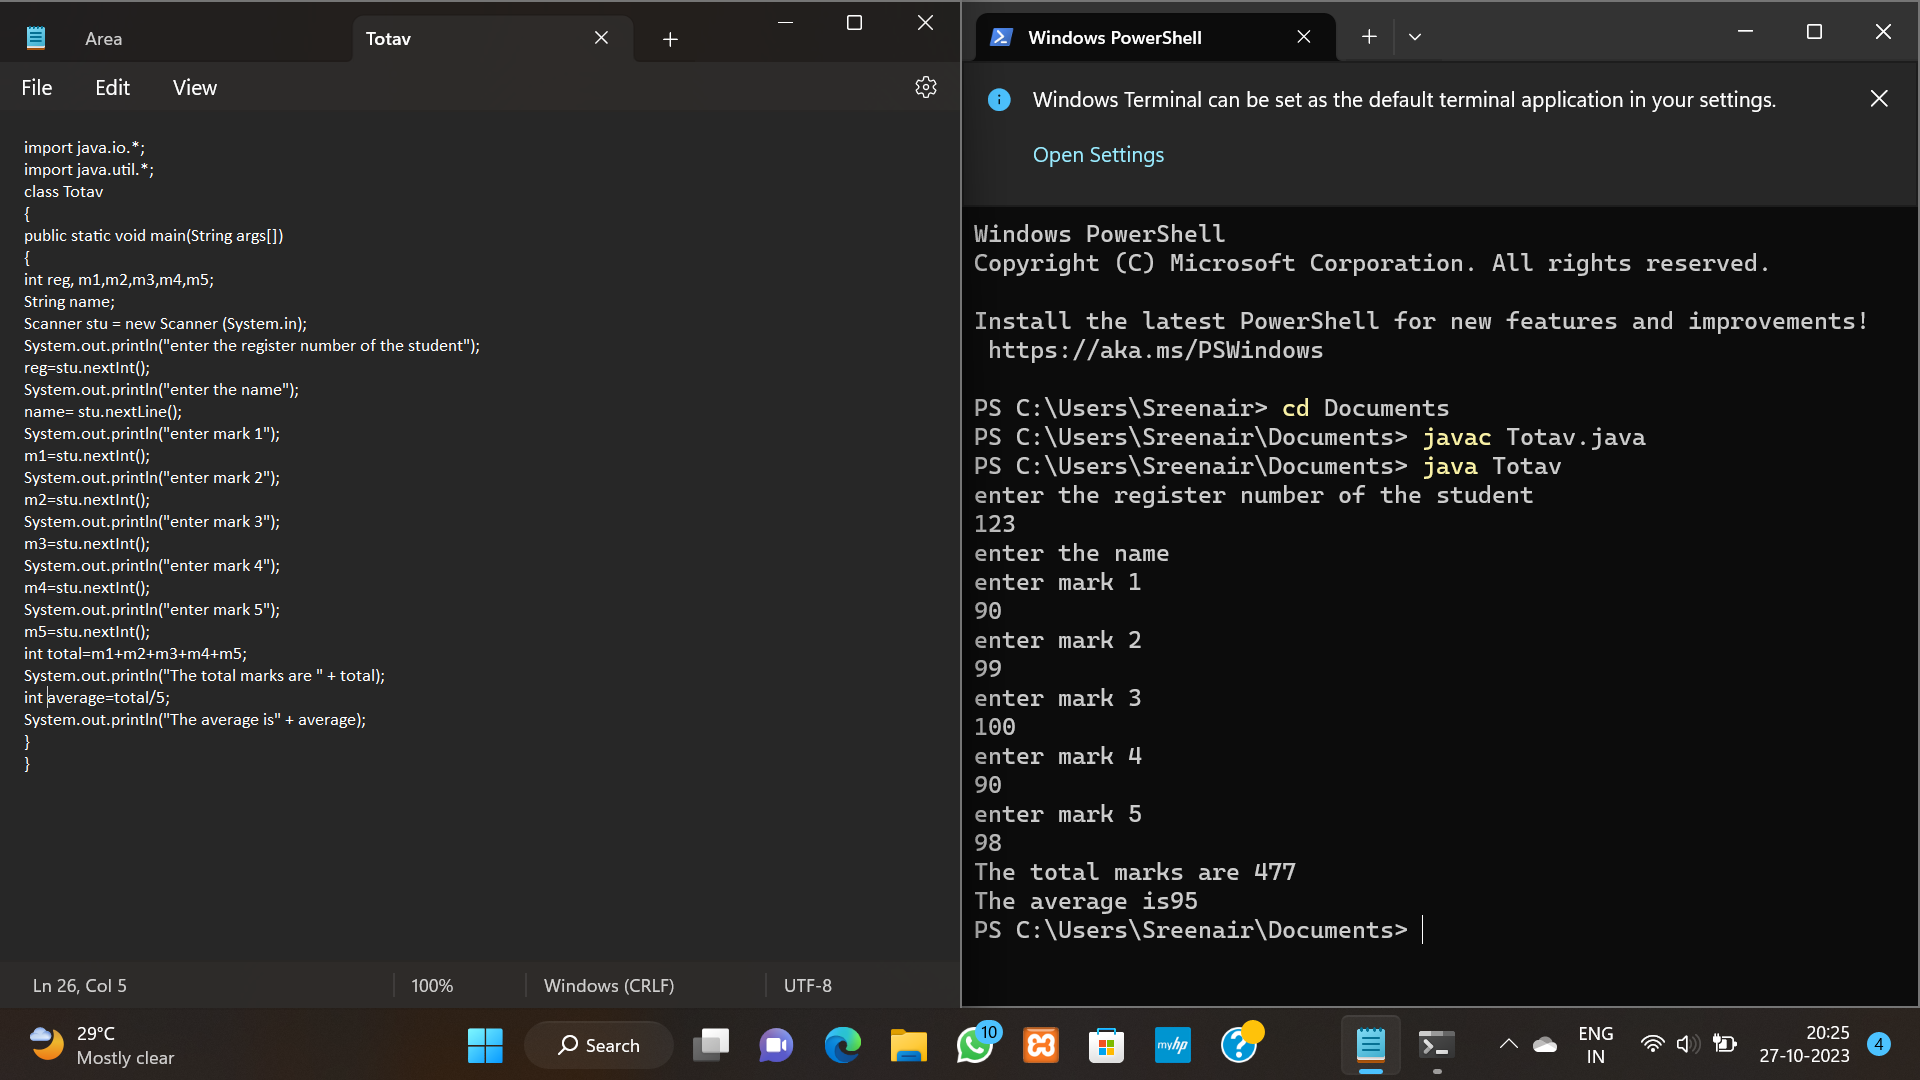 Area
Totav
File Edit View
import java.io.*;
import java.util.*;
class Totav
{
public static void main(String args[])
{
int reg, m1,m2,m3,m4,m5;
String name;
Scanner stu = new Scanner (System.in);
System.out.println("enter the register number of the student");
reg=stu.nextInt();
System.out.println("enter the name");
name= stu.nextLine();
System.out.println("enter mark 1");
m1=stu.nextInt();
System.out.println("enter mark 2");
m2=stu.nextInt();
System.out.println("enter mark 3");
m3=stu.nextInt();
System.out.println("enter mark 4");
m4=stu.nextInt();
System.out.println("enter mark 5");
m5=stu.nextInt();
int total=m1+m2+m3+m4+m5;
System.out.println("The total marks are " + total);
int average=total/5;
System.out.println("The average is" + average);
}
}
Ln 26, Col 5
100%
Windows (CRLF)
UTF-8
Windows PowerShell
Windows Terminal can be set as the default terminal application in your settings.
Open Settings
Windows PowerShell
Copyright (C) Microsoft Corporation. All rights reserved.
Install the latest PowerShell for new features and improvements!
https://aka.ms/PSWindows
PS C:\Users\Sreenair> cd Documents
PS C:\Users\Sreenair\Documents> javac Totav.java
PS C:\Users\Sreenair\Documents> java Totav
enter the register number of the student
123
enter the name
enter mark 1
90
enter mark 2
99
enter mark 3
100
enter mark 4
90
enter mark 5
98
The total marks are 477
The average is95
PS C:\Users\Sreenair\Documents>
29°C
Mostly clear
Search
10
myhp
ENG
IN
20:25
27-10-2023
4